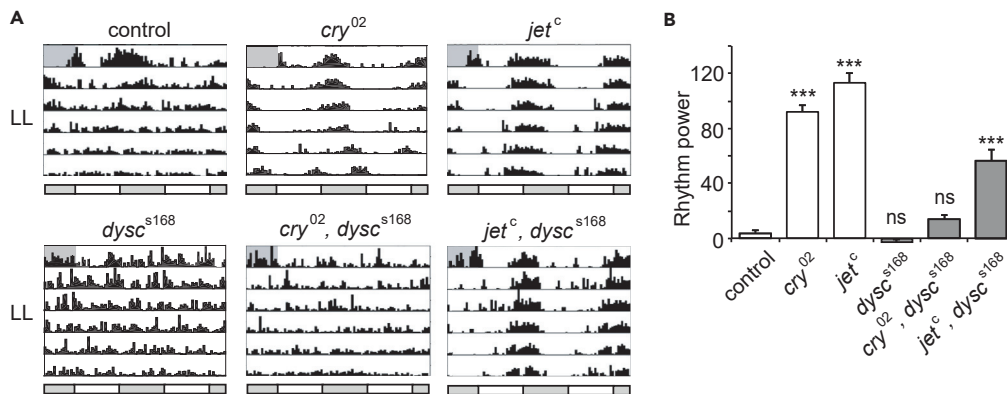 A
control
cry⁰²
jetᶜ
LL
dyscˢ¹⁶⁸
cry⁰², dyscˢ¹⁶⁸
jetᶜ, dyscˢ¹⁶⁸
LL
B
Rhythm power
120
80
40
0
***
***
ns
ns
***
control
cry⁰²
jetᶜ
dyscˢ¹⁶⁸
cry⁰², dyscˢ¹⁶⁸
jetᶜ, dyscˢ¹⁶⁸